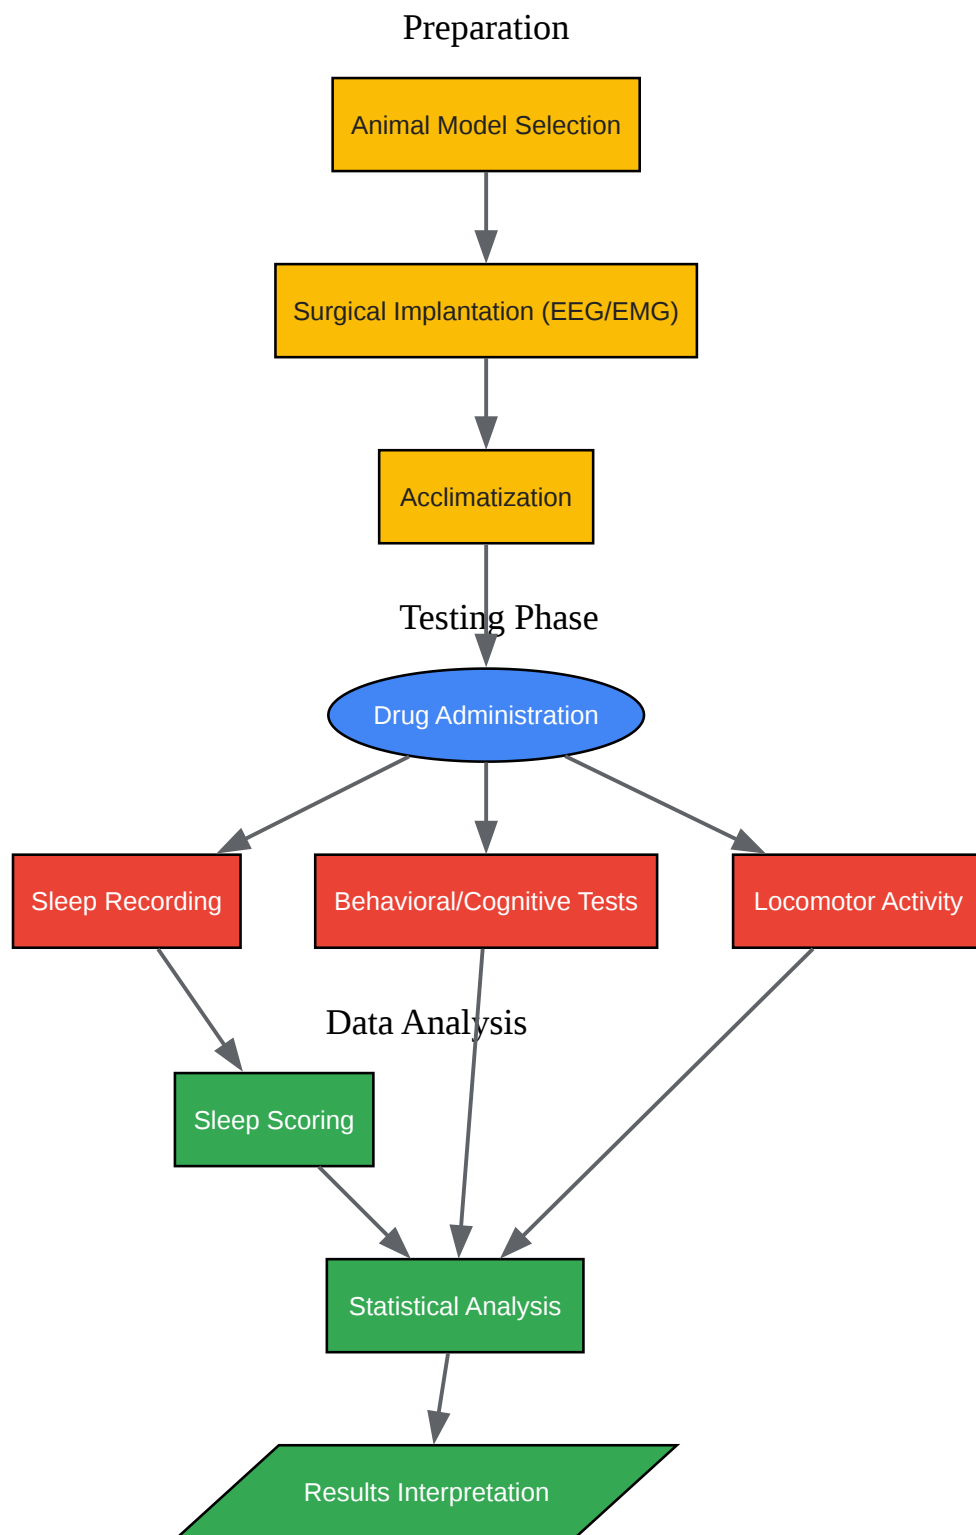 Preparation
Animal Model Selection
Surgical Implantation (EEG/EMG)
Acclimatization
Testing Phase
Drug Administration
Sleep Recording
Behavioral/Cognitive Tests
Locomotor Activity
Data Analysis
Sleep Scoring
Statistical Analysis
Results Interpretation